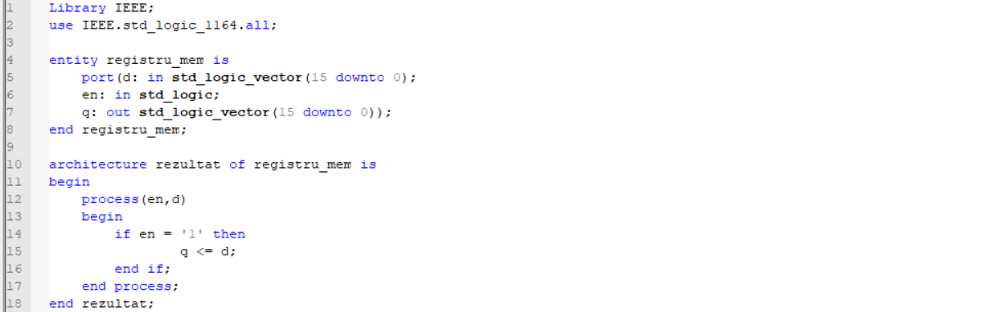 1 Library IEEE;
2 use IEEE.std_logic_1164.all;
3
4 entity registru_mem is
5     port(d: in std_logic_vector(15 downto 0);
6     en: in std_logic;
7     q: out std_logic_vector(15 downto 0));
8 end registru_mem;
9
10 architecture rezultat of registru_mem is
11 begin
12     process(en,d)
13     begin
14         if en = '1' then
15                 q <= d;
16         end if;
17     end process;
18 end rezultat;